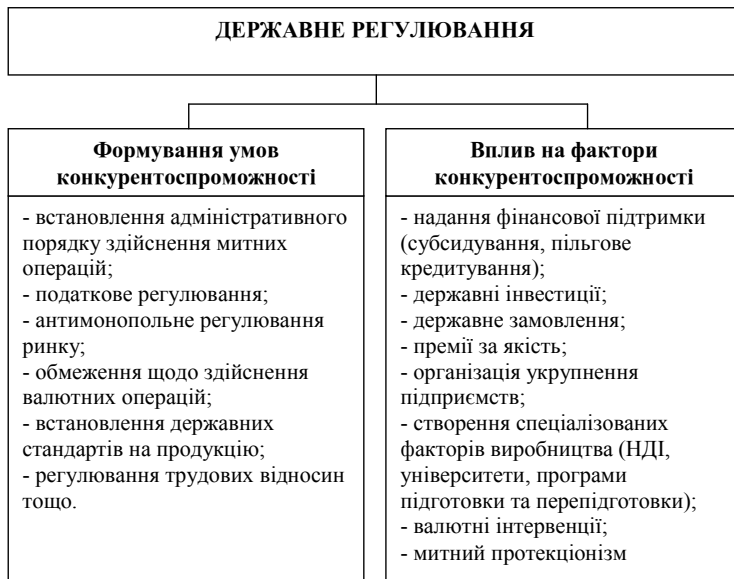 ДЕРЖАВНЕ РЕГУЛЮВАННЯ
Формування умов
конкурентоспроможності
- встановлення адміністративного
порядку здійснення митних
операцій;
- податкове регулювання;
- антимонопольне регулювання
ринку;
- обмеження щодо здійснення
валютних операцій;
- встановлення державних
стандартів на продукцію;
- регулювання трудових відносин
тощо.
Вплив на фактори
конкурентоспроможності
- надання фінансової підтримки
(субсидування, пільгове
кредитування);
- державні інвестиції;
- державне замовлення;
- премії за якість;
- організація укрупнення
підприємств;
- створення спеціалізованих
факторів виробництва (НДІ,
університети, програми
підготовки та перепідготовки);
- валютні інтервенції;
- митний протекціонізм